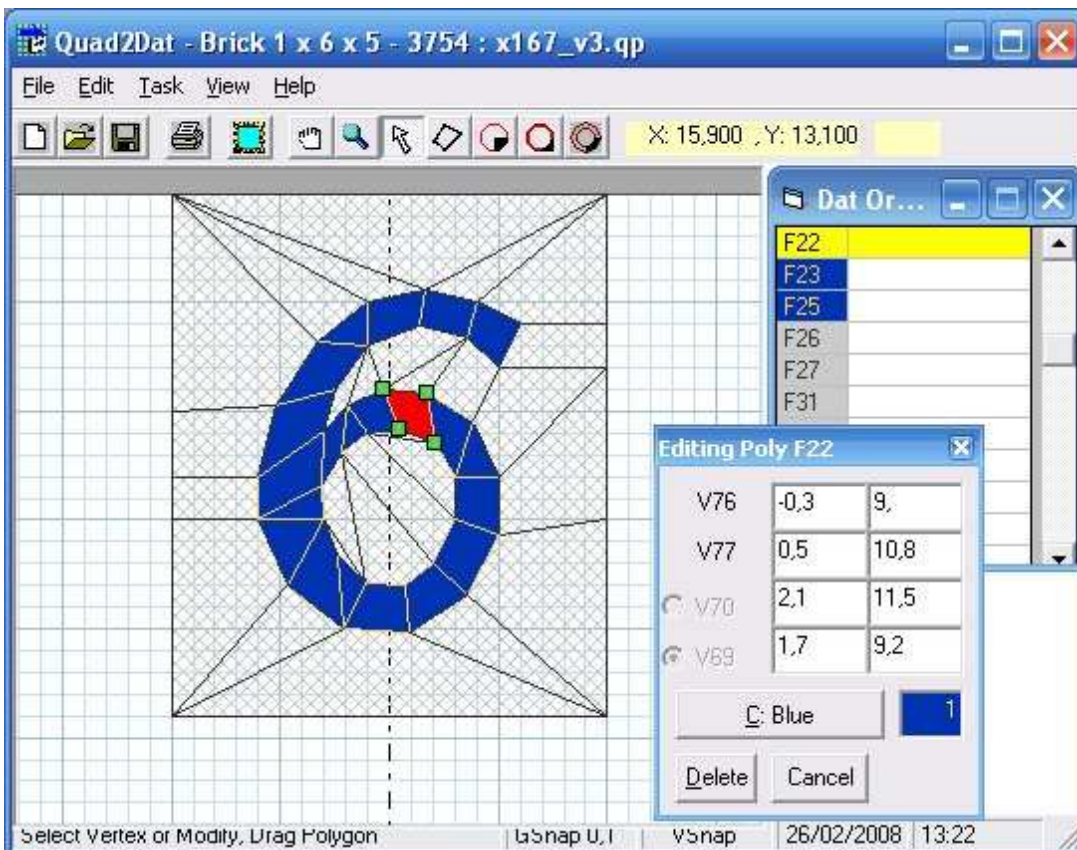 Quad2Dat - Brick 1 x 6 x 5 - 3754 : x167_v3.qp
File Edit Task View Help
X: 15,900 , Y: 13,100
Dat Or...
F22
F23
F25
F26
F27
F31
Editing Poly F22
V76 -0,3 9,
V77 0,5 10,8
V70 2,1 11,5
V69 1,7 9,2
C: Blue 1
Delete Cancel
Select Vertex or Modify, Drag Polygon GSnap 0,1 VSnap 26/02/2008 13:22